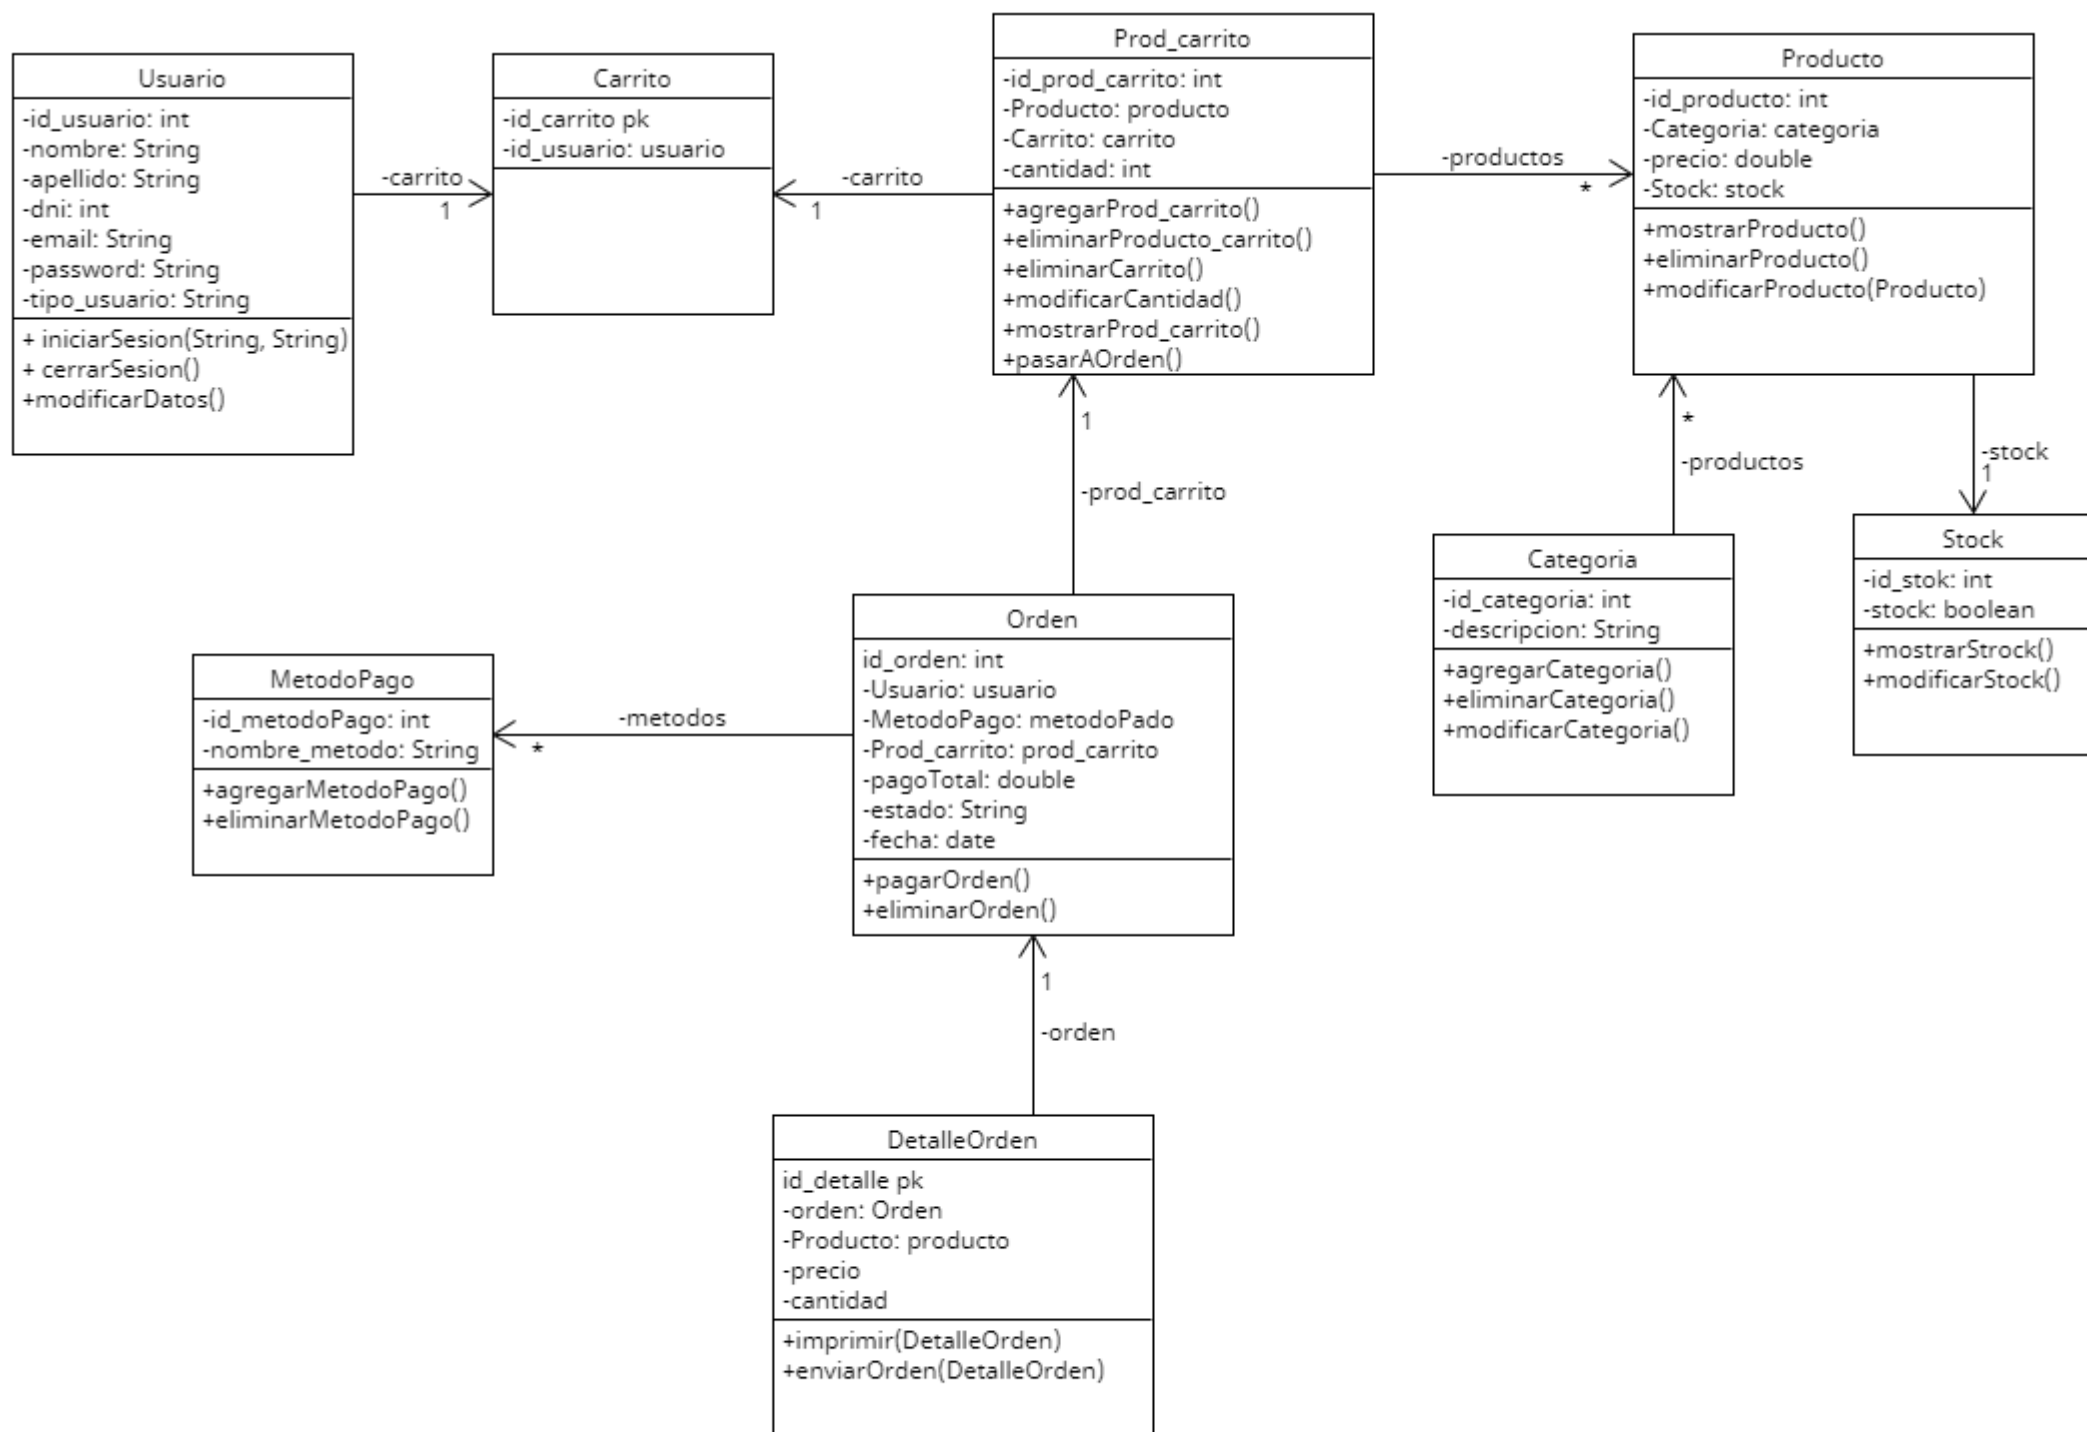 Usuario
-id_usuario: int
-nombre: String
-apellido: String
-dni: int
-email: String
-password: String
-tipo_usuario: String
+ iniciarSesion(String, String)
+ cerrarSesion()
+modificarDatos()
-carrito
1
Carrito
-id_carrito pk
-id_usuario: usuario
-carrito
1
Prod_carrito
-id_prod_carrito: int
-Producto: producto
-Carrito: carrito
-cantidad: int
+agregarProd_carrito()
+eliminarProducto_carrito()
+eliminarCarrito()
+modificarCantidad()
+mostrarProd_carrito()
+pasarAOrden()
-productos
*
Producto
-id_producto: int
-Categoria: categoria
-precio: double
-Stock: stock
+mostrarProducto()
+eliminarProducto()
+modificarProducto(Producto)
1
-prod_carrito
*
-productos
-stock
1
Categoria
-id_categoria: int
-descripcion: String
+agregarCategoria()
+eliminarCategoria()
+modificarCategoria()
Stock
-id_stok: int
-stock: boolean
+mostrarStrock()
+modificarStock()
MetodoPago
-id_metodoPago: int
-nombre_metodo: String
+agregarMetodoPago()
+eliminarMetodoPago()
-metodos
*
Orden
id_orden: int
-Usuario: usuario
-MetodoPago: metodoPado
-Prod_carrito: prod_carrito
-pagoTotal: double
-estado: String
-fecha: date
+pagarOrden()
+eliminarOrden()
1
-orden
DetalleOrden
id_detalle pk
-orden: Orden
-Producto: producto
-precio
-cantidad
+imprimir(DetalleOrden)
+enviarOrden(DetalleOrden)